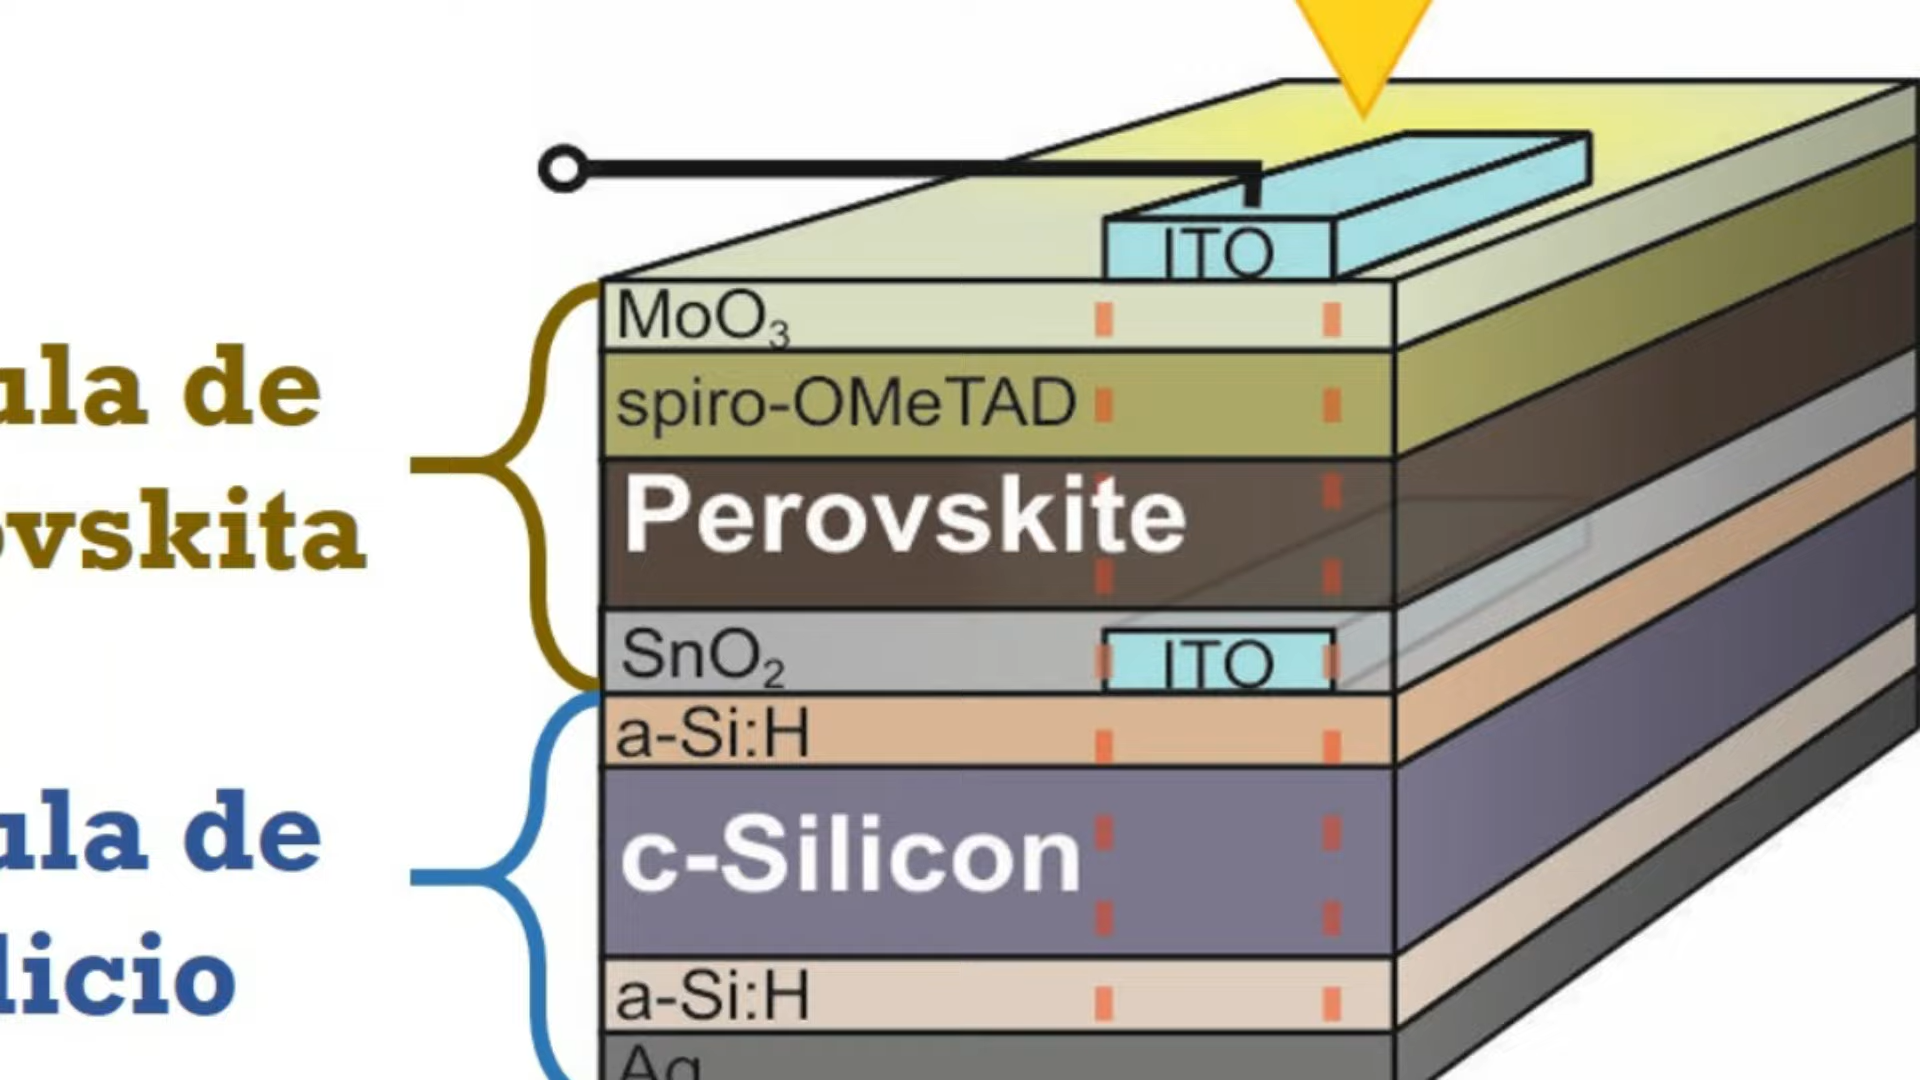 ITO
MoO₃
spiro-OMeTAD
ula de
ovskita
Perovskite
SnO₂
ITO
a-Si:H
ula de
licio
c-Silicon
a-Si:H
Ag